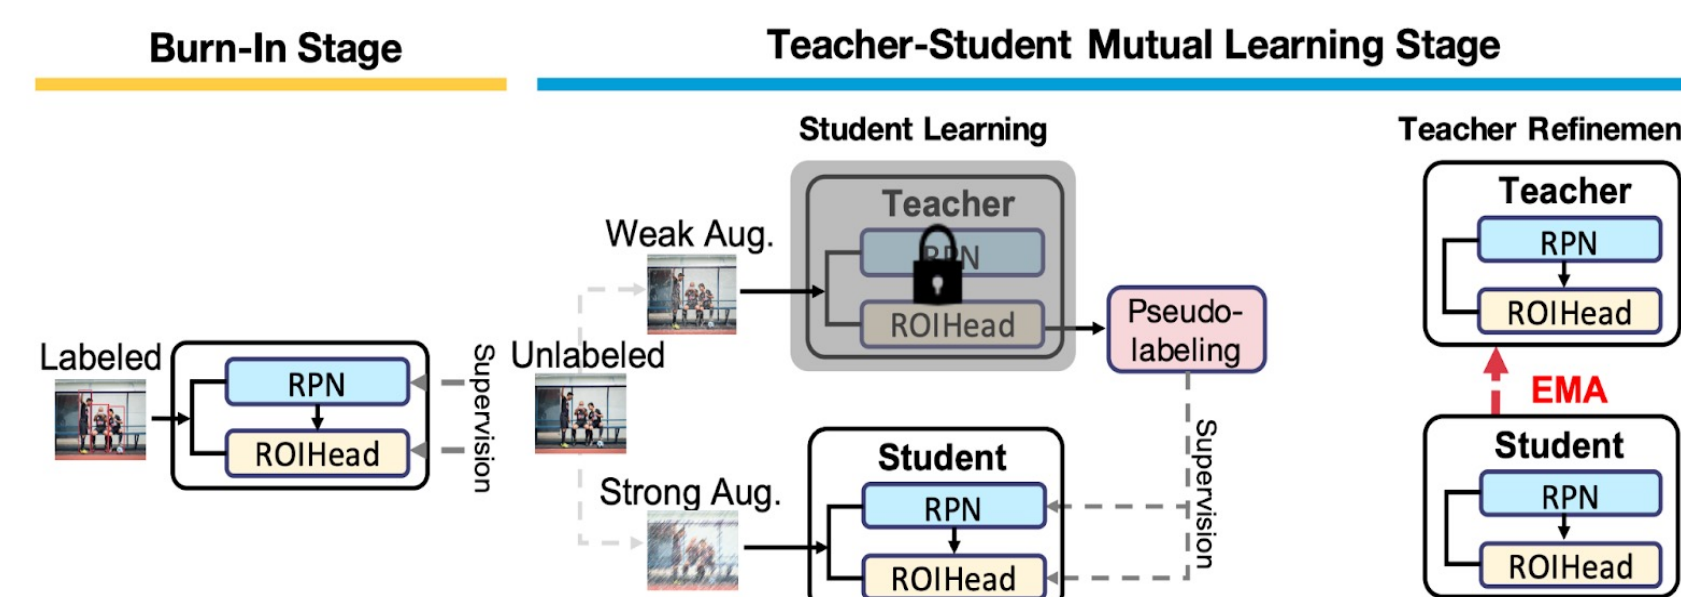 Burn-In Stage
Teacher-Student Mutual Learning Stage
Student Learning
Teacher Refinemen
Labeled
RPN
ROIHead
Supervision
Unlabeled
Weak Aug.
Strong Aug.
Teacher
RPN
ROIHead
Pseudo-
labeling
Supervision
Student
RPN
ROIHead
Teacher
RPN
ROIHead
EMA
Student
RPN
ROIHead